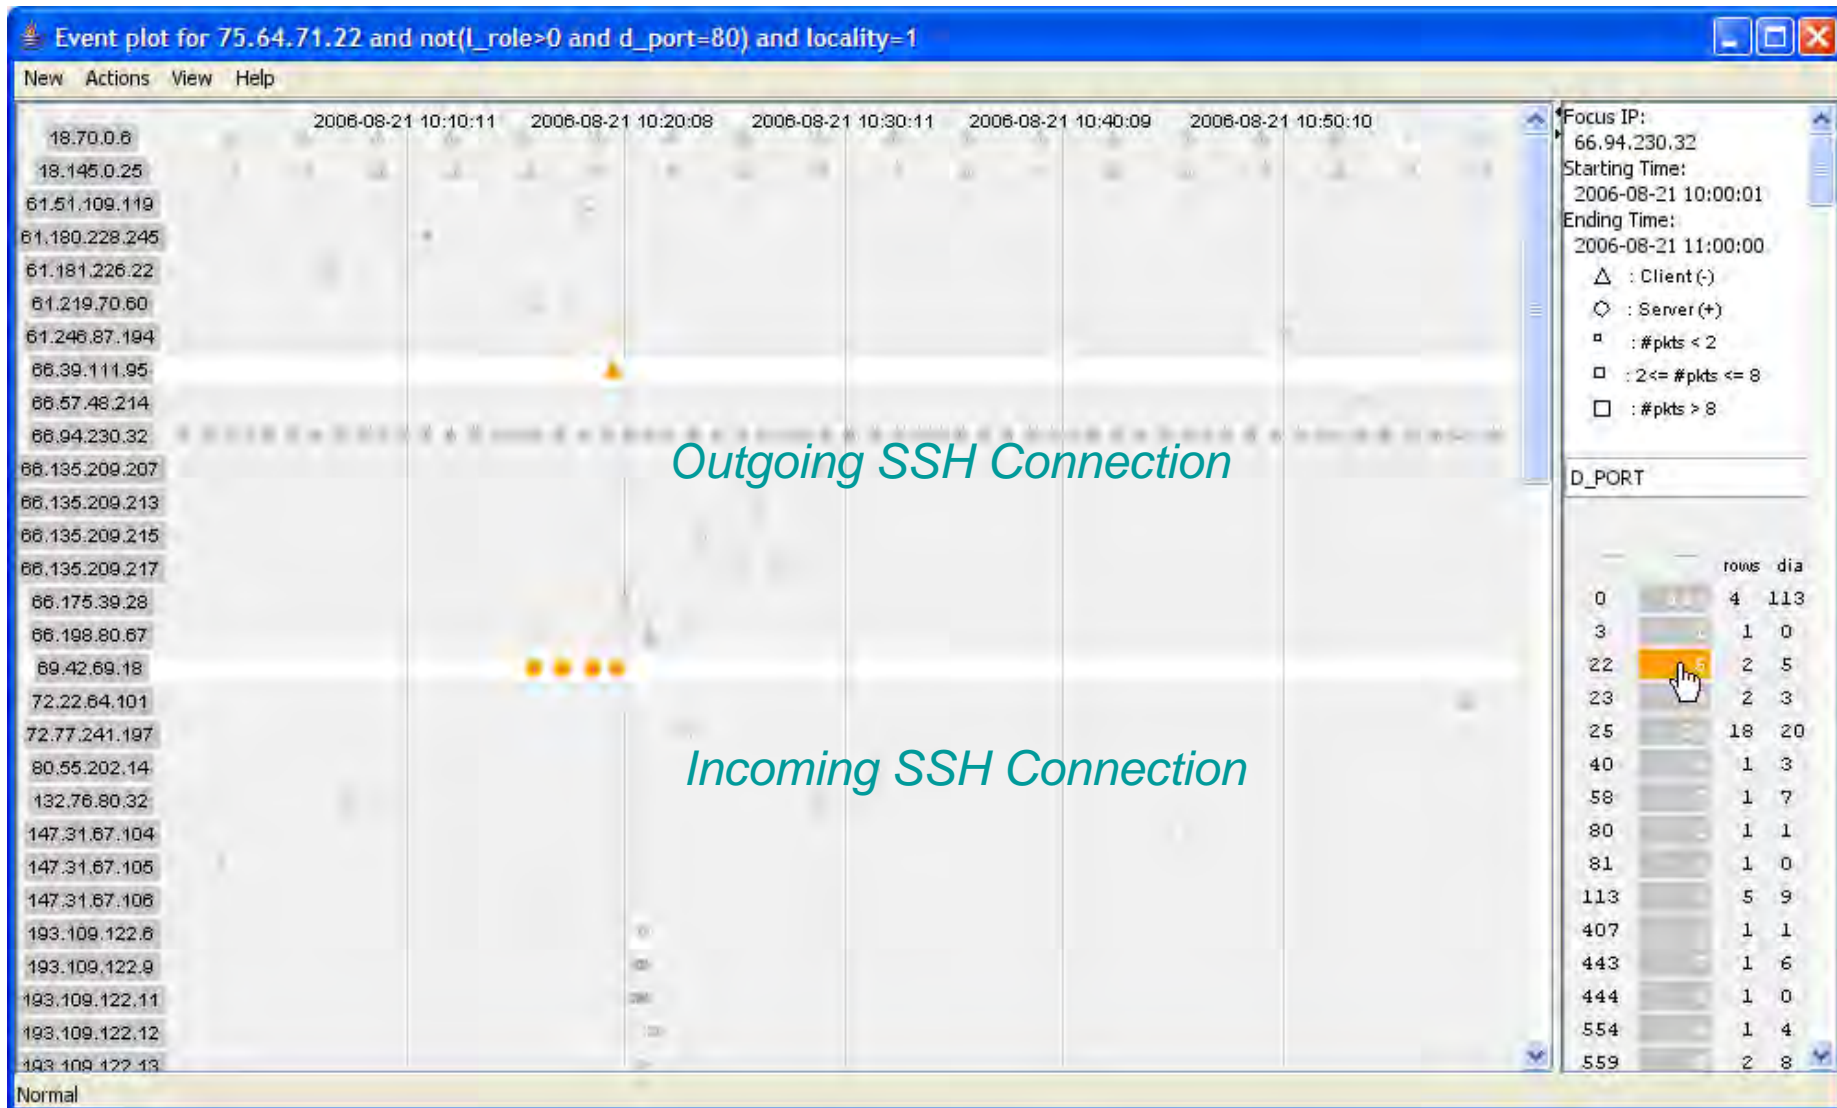 Event plot for 75.64.71.22 and not(l_role>0 and d_port=80) and locality=1
New Actions View Help
2006-08-21 10:10:11 2006-08-21 10:20:08 2006-08-21 10:30:11 2006-08-21 10:40:09 2006-08-21 10:50:10
18.70.0.6
18.145.0.25
61.51.109.119
61.180.228.245
61.181.226.22
61.219.70.60
61.246.87.194
66.39.111.95
66.57.48.214
66.94.230.32
66.135.209.207
66.135.209.213
66.135.209.215
66.135.209.217
66.175.39.28
66.198.80.67
69.42.69.18
72.22.64.101
72.77.241.197
80.55.202.14
132.76.80.32
147.31.67.104
147.31.67.105
147.31.67.106
193.109.122.6
193.109.122.9
193.109.122.11
193.109.122.12
193.109.122.13
Outgoing SSH Connection
Incoming SSH Connection
Focus IP:
66.94.230.32
Starting Time:
2006-08-21 10:00:01
Ending Time:
2006-08-21 11:00:00
: Client (-)
: Server (+)
: #pkts < 2
: 2<= #pkts <= 8
: #pkts > 8
D_PORT
rows dia
0 4 113
3 1 0
22 5 2 5
23 2 3
25 18 20
40 1 3
58 1 7
80 1 1
81 1 0
113 5 9
407 1 1
443 1 6
444 1 0
554 1 4
559 2 8
Normal